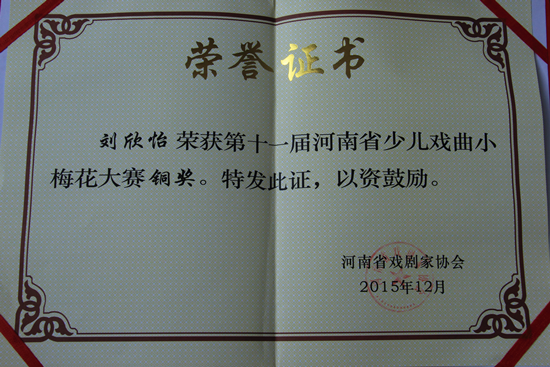 荣誉证书
刘欣怡 荣获第十一届河南省少儿戏曲小
梅花大赛铜奖。特发此证，以资鼓励。
河南省戏剧家协会
2015年12月